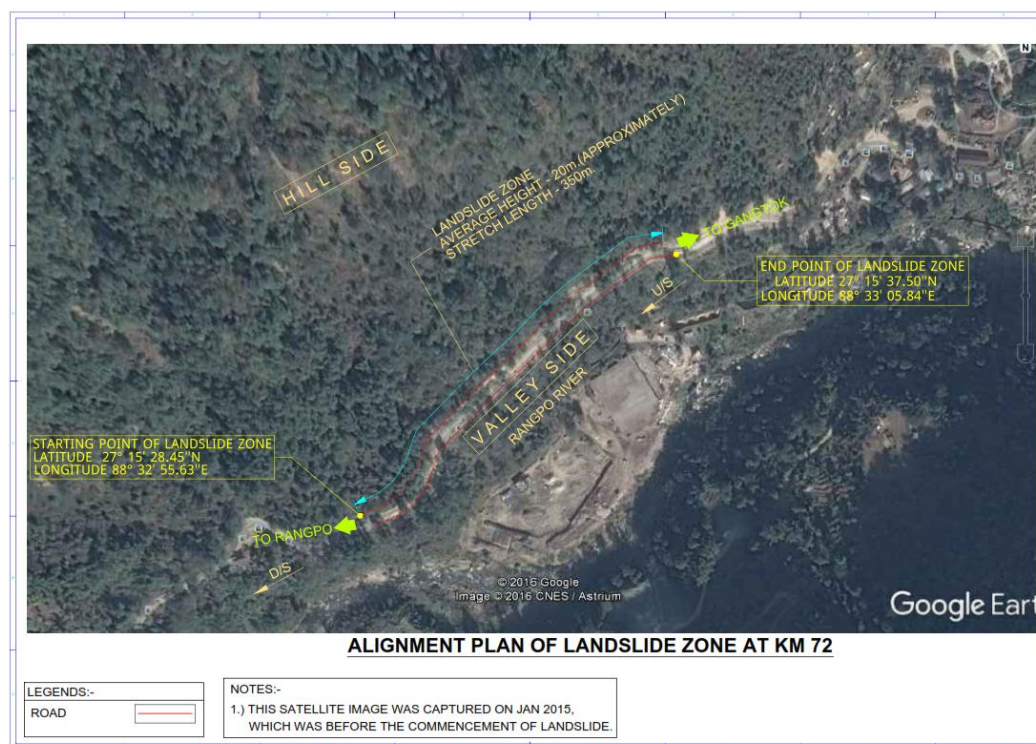 N
HILL SIDE
LANDSLIDE ZONE
AVERAGE HEIGHT - 20m.(APPROXIMATELY)
STRETCH LENGTH - 350m
TO GANGTOK
END POINT OF LANDSLIDE ZONE
LATITUDE 27° 15' 37.50"N
LONGITUDE 88° 33' 05.84"E
U/S
VALLEY SIDE
RANGPO RIVER
STARTING POINT OF LANDSLIDE ZONE
LATITUDE 27° 15' 28.45"N
LONGITUDE 88° 32' 55.63"E
TO RANGPO
D/S
© 2016 Google
Image © 2016 CNES / Astrium
Google Eart
ALIGNMENT PLAN OF LANDSLIDE ZONE AT KM 72
LEGENDS:-
ROAD
NOTES:-
1.) THIS SATELLITE IMAGE WAS CAPTURED ON JAN 2015,
WHICH WAS BEFORE THE COMMENCEMENT OF LANDSLIDE.